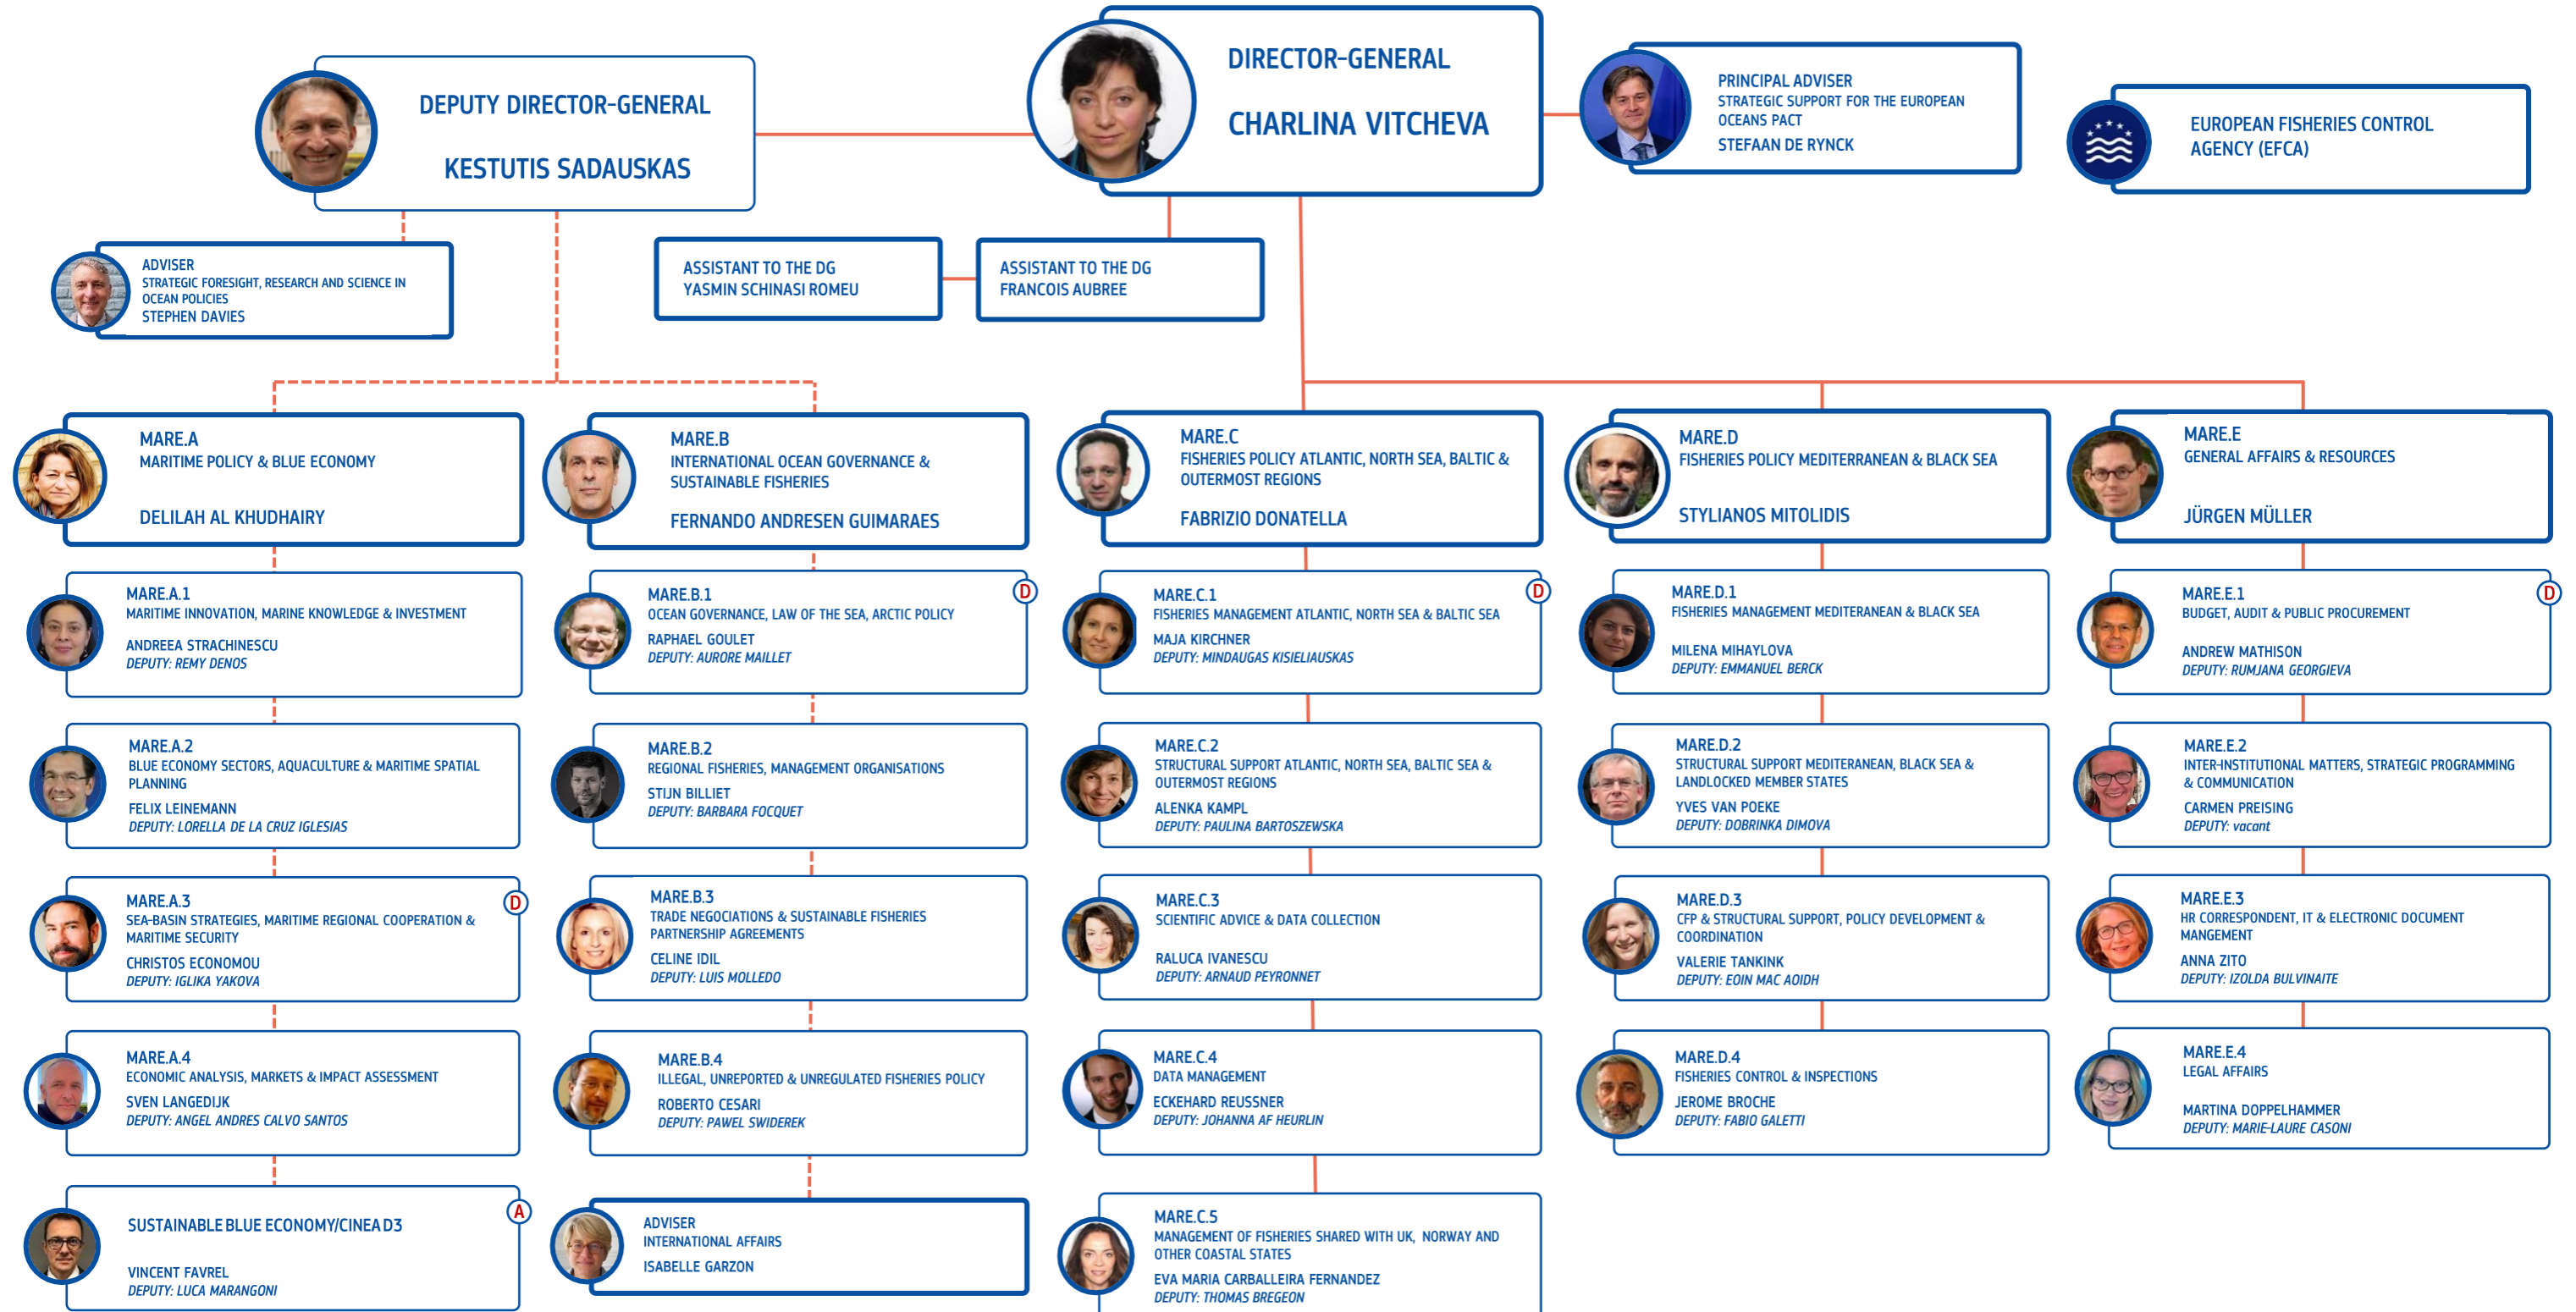 DEPUTY DIRECTOR-GENERAL
KESTUTIS SADAUSKAS
DIRECTOR-GENERAL
CHARLINA VITCHEVA
PRINCIPAL ADVISER
STRATEGIC SUPPORT FOR THE EUROPEAN
OCEANS PACT
STEFAAN DE RYNCK
EUROPEAN FISHERIES CONTROL
AGENCY (EFCA)
ADVISER
STRATEGIC FORESIGHT, RESEARCH AND SCIENCE IN
OCEAN POLICIES
STEPHEN DAVIES
ASSISTANT TO THE DG
YASMIN SCHINASI ROMEU
ASSISTANT TO THE DG
FRANCOIS AUBREE
MARE.A
MARITIME POLICY & BLUE ECONOMY
DELILAH AL KHUDHAIRY
MARE.A.1
MARITIME INNOVATION, MARINE KNOWLEDGE & INVESTMENT
ANDREEA STRACHINESCU
DEPUTY: REMY DENOS
MARE.A.2
BLUE ECONOMY SECTORS, AQUACULTURE & MARITIME SPATIAL
PLANNING
FELIX LEINEMANN
DEPUTY: LORELLA DE LA CRUZ IGLESIAS
MARE.A.3
D
SEA-BASIN STRATEGIES, MARITIME REGIONAL COOPERATION &
MARITIME SECURITY
CHRISTOS ECONOMOU
DEPUTY: IGLIKA YAKOVA
MARE.A.4
ECONOMIC ANALYSIS, MARKETS & IMPACT ASSESSMENT
SVEN LANGEDIJK
DEPUTY: ANGEL ANDRES CALVO SANTOS
A
SUSTAINABLE BLUE ECONOMY/CINEA D3
VINCENT FAVREL
DEPUTY: LUCA MARANGONI
MARE.B
INTERNATIONAL OCEAN GOVERNANCE &
SUSTAINABLE FISHERIES
FERNANDO ANDRESEN GUIMARAES
MARE.B.1
D
OCEAN GOVERNANCE, LAW OF THE SEA, ARCTIC POLICY
RAPHAEL GOULET
DEPUTY: AURORE MAILLET
MARE.B.2
REGIONAL FISHERIES, MANAGEMENT ORGANISATIONS
STIJN BILLIET
DEPUTY: BARBARA FOCQUET
MARE.B.3
TRADE NEGOCIATIONS & SUSTAINABLE FISHERIES
PARTNERSHIP AGREEMENTS
CELINE IDIL
DEPUTY: LUIS MOLLEDO
MARE.B.4
ILLEGAL, UNREPORTED & UNREGULATED FISHERIES POLICY
ROBERTO CESARI
DEPUTY: PAWEL SWIDEREK
ADVISER
INTERNATIONAL AFFAIRS
ISABELLE GARZON
MARE.C
FISHERIES POLICY ATLANTIC, NORTH SEA, BALTIC &
OUTERMOST REGIONS
FABRIZIO DONATELLA
MARE.C.1
D
FISHERIES MANAGEMENT ATLANTIC, NORTH SEA & BALTIC SEA
MAJA KIRCHNER
DEPUTY: MINDAUGAS KISIELIAUSKAS
MARE.C.2
STRUCTURAL SUPPORT ATLANTIC, NORTH SEA, BALTIC SEA &
OUTERMOST REGIONS
ALENKA KAMPL
DEPUTY: PAULINA BARTOSZEWSKA
MARE.C.3
SCIENTIFIC ADVICE & DATA COLLECTION
RALUCA IVANESCU
DEPUTY: ARNAUD PEYRONNET
MARE.C.4
DATA MANAGEMENT
ECKEHARD REUSSNER
DEPUTY: JOHANNA AF HEURLIN
MARE.C.5
MANAGEMENT OF FISHERIES SHARED WITH UK, NORWAY AND
OTHER COASTAL STATES
EVA MARIA CARBALLEIRA FERNANDEZ
DEPUTY: THOMAS BREGEON
MARE.D
FISHERIES POLICY MEDITERRANEAN & BLACK SEA
STYLIANOS MITOLIDIS
MARE.D.1
FISHERIES MANAGEMENT MEDITERANEAN & BLACK SEA
MILENA MIHAYLOVA
DEPUTY: EMMANUEL BERCK
MARE.D.2
STRUCTURAL SUPPORT MEDITERANEAN, BLACK SEA &
LANDLOCKED MEMBER STATES
YVES VAN POEKE
DEPUTY: DOBRINKA DIMOVA
MARE.D.3
CFP & STRUCTURAL SUPPORT, POLICY DEVELOPMENT &
COORDINATION
VALERIE TANKINK
DEPUTY: EOIN MAC AOIDH
MARE.D.4
FISHERIES CONTROL & INSPECTIONS
JEROME BROCHE
DEPUTY: FABIO GALETTI
MARE.E
GENERAL AFFAIRS & RESOURCES
JÜRGEN MÜLLER
MARE.E.1
D
BUDGET, AUDIT & PUBLIC PROCUREMENT
ANDREW MATHISON
DEPUTY: RUMJANA GEORGIEVA
MARE.E.2
INTER-INSTITUTIONAL MATTERS, STRATEGIC PROGRAMMING
& COMMUNICATION
CARMEN PREISING
DEPUTY: vacant
MARE.E.3
HR CORRESPONDENT, IT & ELECTRONIC DOCUMENT
MANGEMENT
ANNA ZITO
DEPUTY: IZOLDA BULVINAITE
MARE.E.4
LEGAL AFFAIRS
MARTINA DOPPELHAMMER
DEPUTY: MARIE-LAURE CASONI